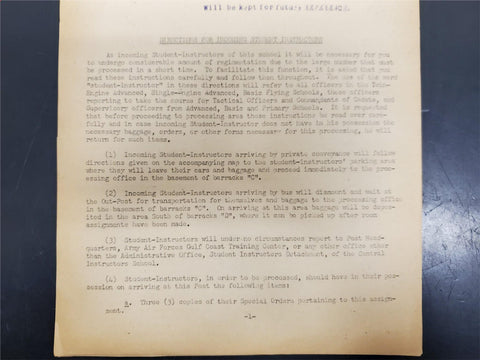 Will be kept for future REFERENCE.
DIRECTIONS FOR INCOMING STUDENT INSTRUCTORS
As incoming Student-Instructors of this school it will be necessary for you
to undergo considerable amount of regimentation due to the large number that must
be processed in a short time. To facilitate this function, it is asked that you
read these instructions carefully and follow them throughout. The use of the word
"student-instructor" in these directions will refer to all officers in the Twin-
Engine Advanced, Single-Engine Advanced, Basic Flying Schools, those officers
reporting to take the course for Tactical Officers and Commandants of Cadets, and
Supervisory officers from Advanced, Basic and Primary Schools. It is requested
that before proceeding to processing area these instructions be read over care-
fully and in case incoming Student-Instructor does not have in his possession the
necessary baggage, orders, or other forms necessary for this processing, he will
return for such items.
(1) Incoming Student-Instructors arriving by private conveyance will follow
directions given on the accompanying map to the student-instructors' parking area
where they will leave their cars and baggage and proceed immediately to the proc-
essing office in the basement of barracks "C".
(2) Incoming Student-Instructors arriving by bus will dismount and wait at
the Out-Post for transportation for themselves and baggage to the processing office
in the basement of barracks "C". On arriving at this area baggage will be depos-
ited in the area South of barracks "D", where it can be picked up after room
assignments have been made.
(3) Student-Instructors will under no circumstances report to Post Head-
quarters, Army Air Forces Gulf Coast Training Center, or any other office other
than the Administrative Office, Student Instructors Detachment, of the Central
Instructors School.
(4) Student-Instructors, in order to be processed, should have in their pos-
session on arriving at this Post the following items:
a. Three (3) copies of their Special Orders pertaining to this assign-
ment.
-1-